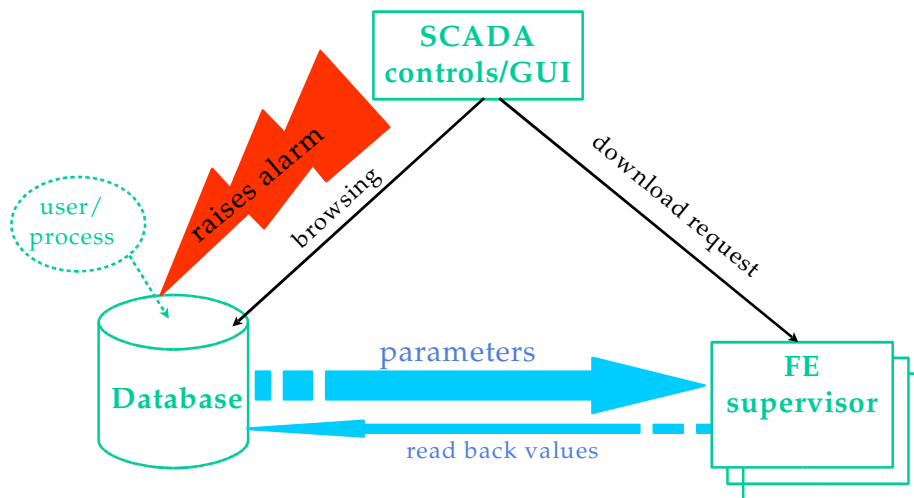 SCADA
controls/GUI
raises alarm
browsing
download request
user/
process
parameters
Database
FE
supervisor
read back values